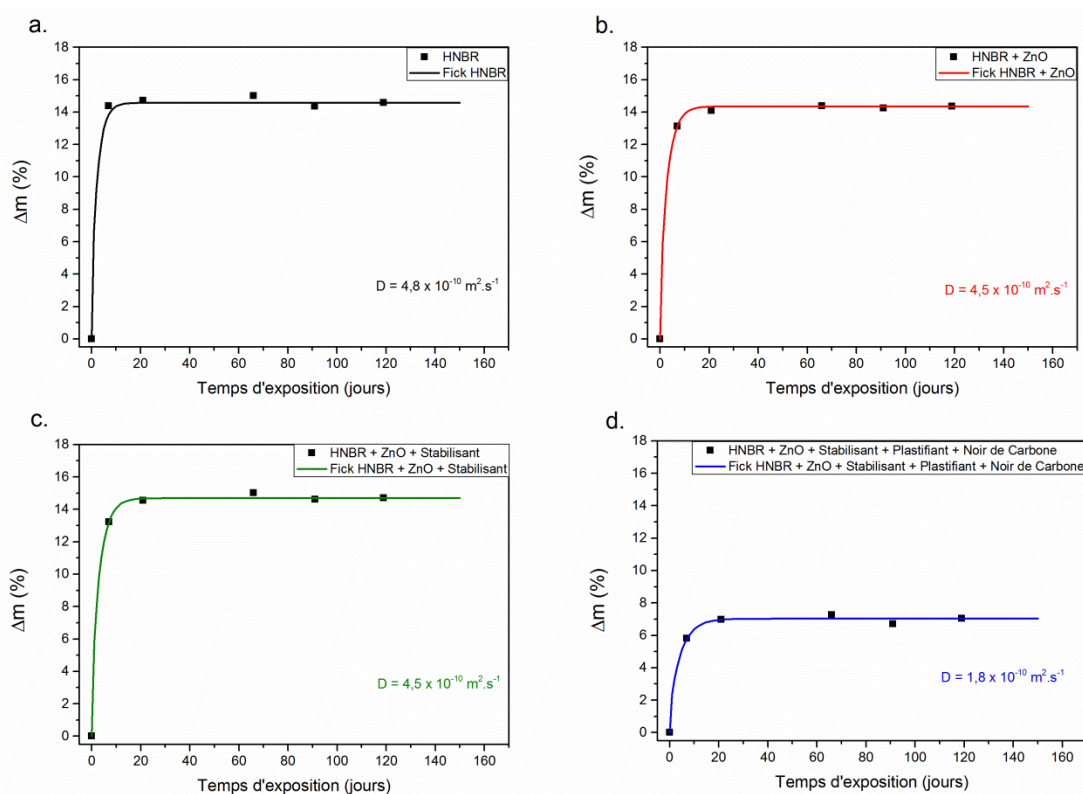 a.
18
16
14
12
10
8
6
4
2
0
Δm (%)
HNBR
Fick HNBR
D = 4,8 x 10⁻¹⁰ m².s⁻¹
0 20 40 60 80 100 120 140 160
Temps d'exposition (jours)
b.
18
16
14
12
10
8
6
4
2
0
Δm (%)
HNBR + ZnO
Fick HNBR + ZnO
D = 4,5 x 10⁻¹⁰ m².s⁻¹
0 20 40 60 80 100 120 140 160
Temps d'exposition (jours)
c.
18
16
14
12
10
8
6
4
2
0
Δm (%)
HNBR + ZnO + Stabilisant
Fick HNBR + ZnO + Stabilisant
D = 4,5 x 10⁻¹⁰ m².s⁻¹
0 20 40 60 80 100 120 140 160
Temps d'exposition (jours)
d.
18
16
14
12
10
8
6
4
2
0
Δm (%)
HNBR + ZnO + Stabilisant + Plastifiant + Noir de Carbone
Fick HNBR + ZnO + Stabilisant + Plastifiant + Noir de Carbone
D = 1,8 x 10⁻¹⁰ m².s⁻¹
0 20 40 60 80 100 120 140 160
Temps d'exposition (jours)